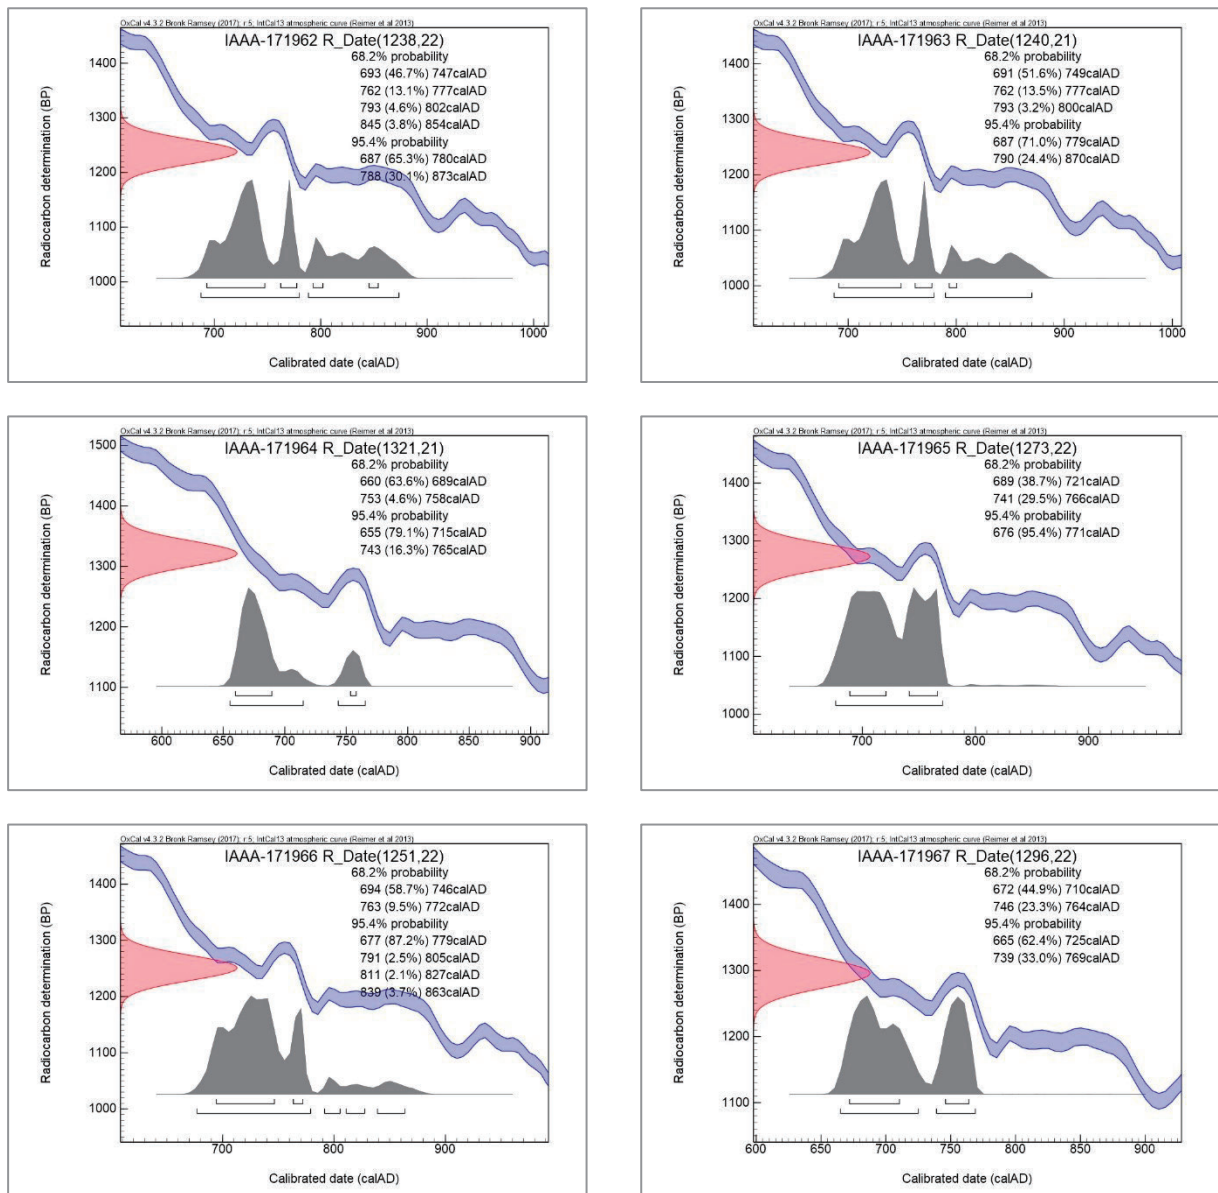 OxCal v4.3.2 Bronk Ramsey (2017); r:5; IntCal13 atmospheric curve (Reimer et al 2013)
IAAA-171962 R_Date(1238,22)
68.2% probability
693 (46.7%) 747calAD
762 (13.1%) 777calAD
793 (4.6%) 802calAD
845 (3.8%) 854calAD
95.4% probability
687 (65.3%) 780calAD
788 (30.1%) 873calAD
Radiocarbon determination (BP)
1400
1300
1200
1100
1000
700
800
900
1000
Calibrated date (calAD)
OxCal v4.3.2 Bronk Ramsey (2017); r:5; IntCal13 atmospheric curve (Reimer et al 2013)
IAAA-171963 R_Date(1240,21)
68.2% probability
691 (51.6%) 749calAD
762 (13.5%) 777calAD
793 (3.2%) 800calAD
95.4% probability
687 (71.0%) 779calAD
790 (24.4%) 870calAD
Radiocarbon determination (BP)
1400
1300
1200
1100
1000
700
800
900
1000
Calibrated date (calAD)
OxCal v4.3.2 Bronk Ramsey (2017); r:5; IntCal13 atmospheric curve (Reimer et al 2013)
IAAA-171964 R_Date(1321,21)
68.2% probability
660 (63.6%) 689calAD
753 (4.6%) 758calAD
95.4% probability
655 (79.1%) 715calAD
743 (16.3%) 765calAD
Radiocarbon determination (BP)
1500
1400
1300
1200
1100
600
650
700
750
800
850
900
Calibrated date (calAD)
OxCal v4.3.2 Bronk Ramsey (2017); r:5; IntCal13 atmospheric curve (Reimer et al 2013)
IAAA-171965 R_Date(1273,22)
68.2% probability
689 (38.7%) 721calAD
741 (29.5%) 766calAD
95.4% probability
676 (95.4%) 771calAD
Radiocarbon determination (BP)
1400
1300
1200
1100
1000
700
800
900
Calibrated date (calAD)
OxCal v4.3.2 Bronk Ramsey (2017); r:5; IntCal13 atmospheric curve (Reimer et al 2013)
IAAA-171966 R_Date(1251,22)
68.2% probability
694 (58.7%) 746calAD
763 (9.5%) 772calAD
95.4% probability
677 (87.2%) 779calAD
791 (2.5%) 805calAD
811 (2.1%) 827calAD
839 (3.7%) 863calAD
Radiocarbon determination (BP)
1400
1300
1200
1100
1000
700
800
900
Calibrated date (calAD)
OxCal v4.3.2 Bronk Ramsey (2017); r:5; IntCal13 atmospheric curve (Reimer et al 2013)
IAAA-171967 R_Date(1296,22)
68.2% probability
672 (44.9%) 710calAD
746 (23.3%) 764calAD
95.4% probability
665 (62.4%) 725calAD
739 (33.0%) 769calAD
Radiocarbon determination (BP)
1400
1300
1200
1100
600
650
700
750
800
850
900
Calibrated date (calAD)